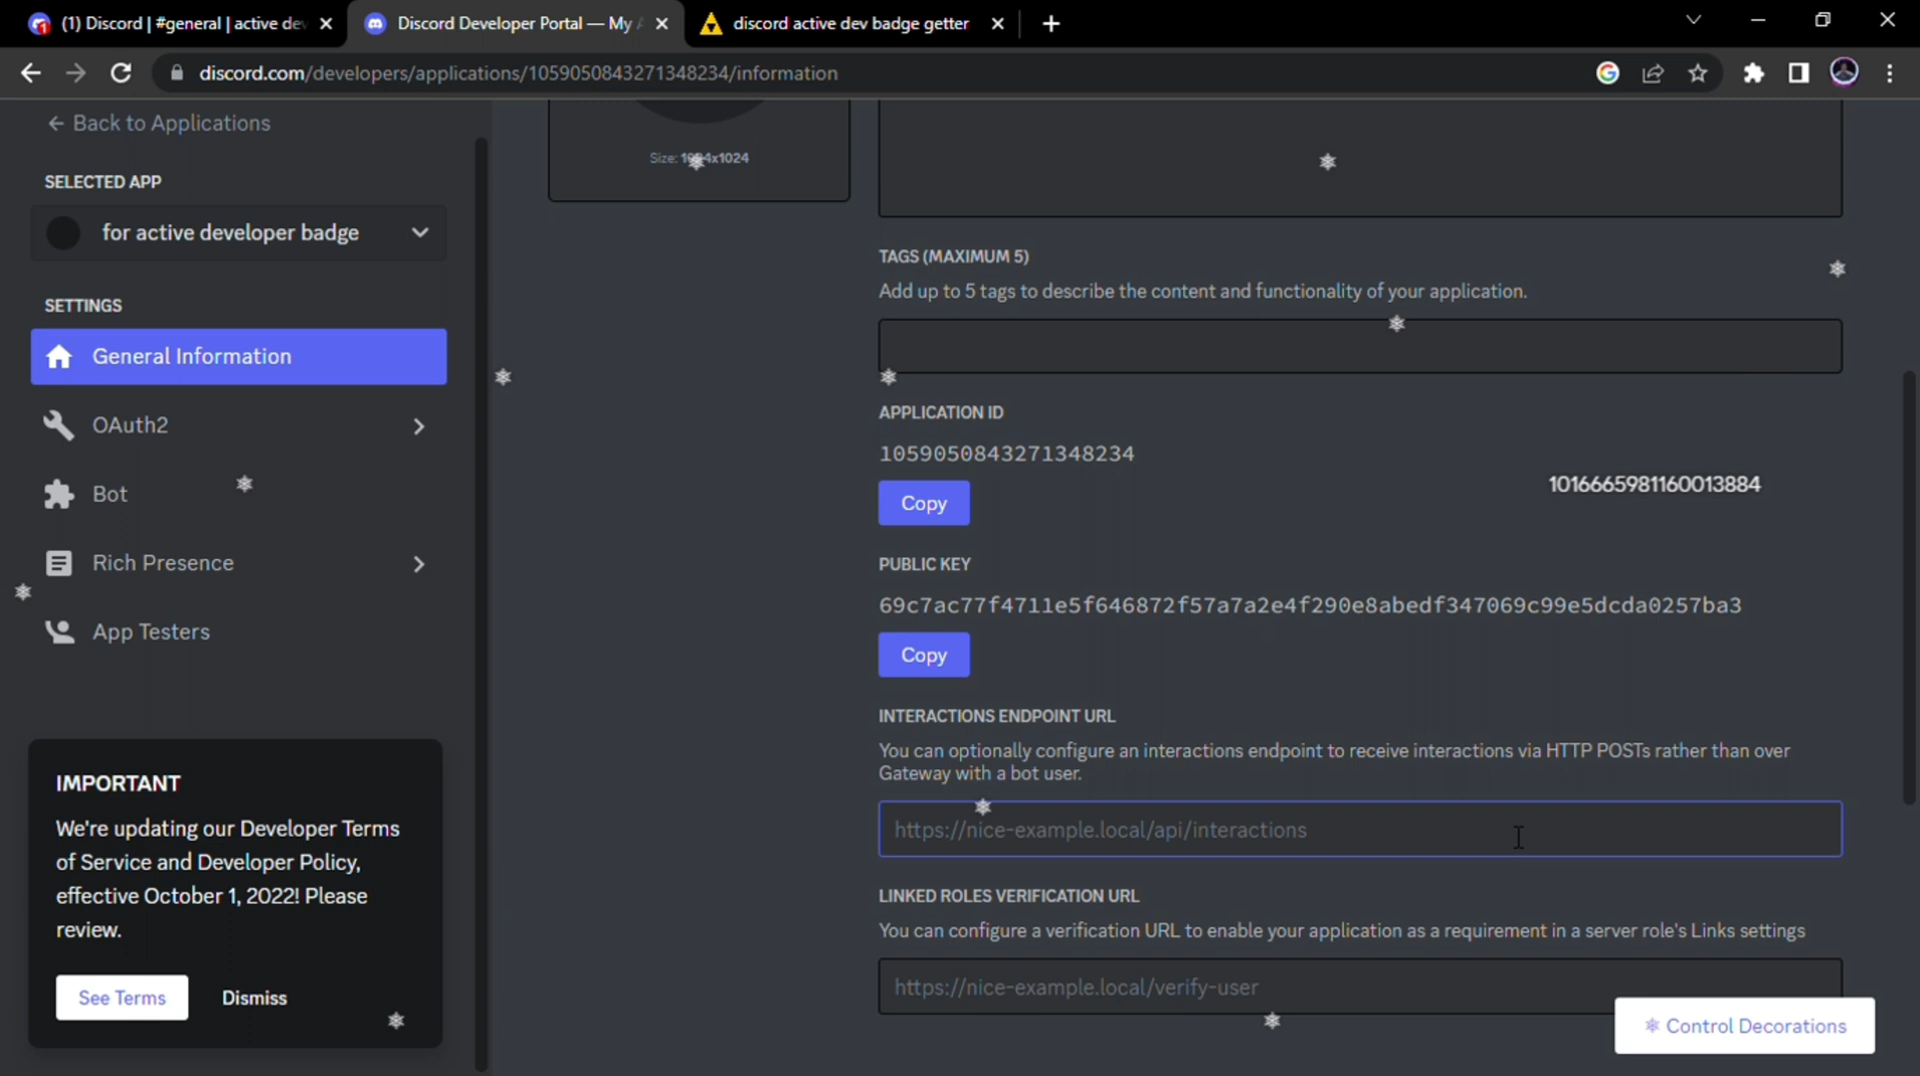 (1) Discord | #general | active dev
Discord Developer Portal — My A
discord active dev badge getter
discord.com/developers/applications/1059050843271348234/information
← Back to Applications
SELECTED APP
for active developer badge
SETTINGS
General Information
OAuth2
Bot
Rich Presence
App Testers
IMPORTANT
We're updating our Developer Terms
of Service and Developer Policy,
effective October 1, 2022! Please
review.
See Terms
Dismiss
Size: 1024x1024
TAGS (MAXIMUM 5)
Add up to 5 tags to describe the content and functionality of your application.
APPLICATION ID
1059050843271348234
Copy
1016665981160013884
PUBLIC KEY
69c7ac77f4711e5f646872f57a7a2e4f290e8abedf347069c99e5dcda0257ba3
Copy
INTERACTIONS ENDPOINT URL
You can optionally configure an interactions endpoint to receive interactions via HTTP POSTs rather than over
Gateway with a bot user.
https://nice-example.local/api/interactions
LINKED ROLES VERIFICATION URL
You can configure a verification URL to enable your application as a requirement in a server role's Links settings
https://nice-example.local/verify-user
Control Decorations